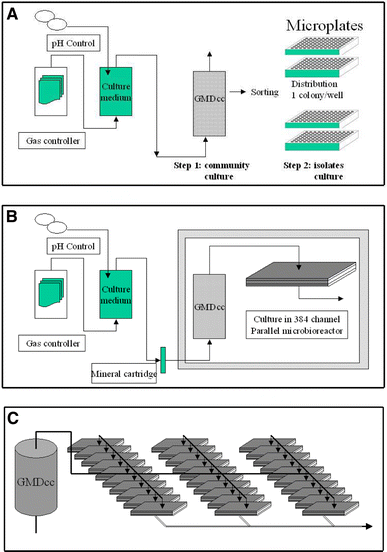 A
Microplates
pH Control
Culture
medium
GMDcc
Sorting
Distribution
1 colony/well
Gas controller
Step 1: community
culture
Step 2: isolates
culture
B
pH Control
Culture
medium
GMDcc
Gas controller
Culture in 384 channel
Parallel microbioreactor
Mineral cartridge
C
GMDcc